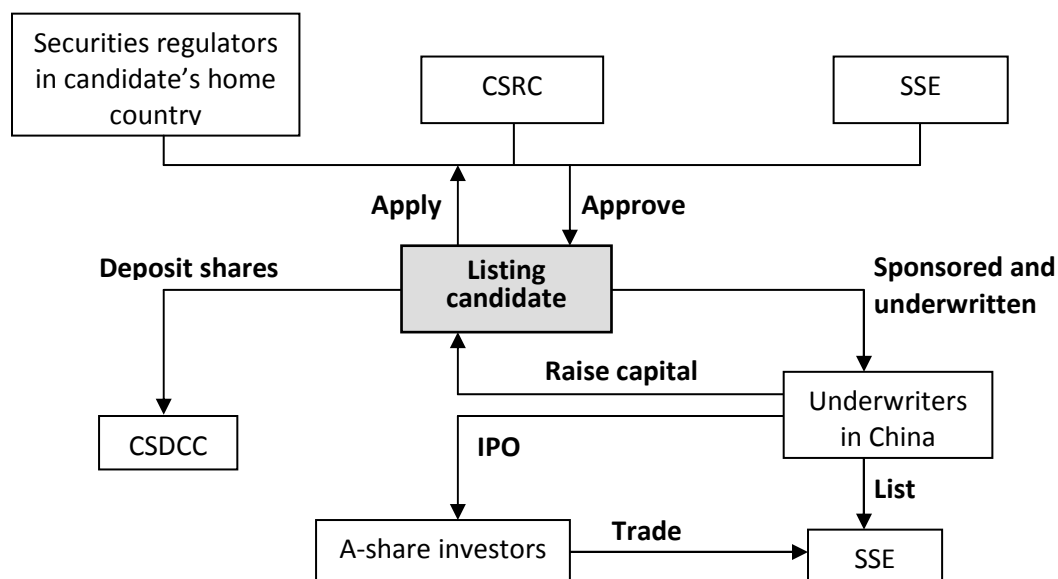 Securities regulators
in candidate’s home
country
CSRC
SSE
Apply
Approve
Deposit shares
Listing
candidate
Sponsored and
underwritten
Raise capital
Underwriters
in China
CSDCC
IPO
List
A-share investors
Trade
SSE